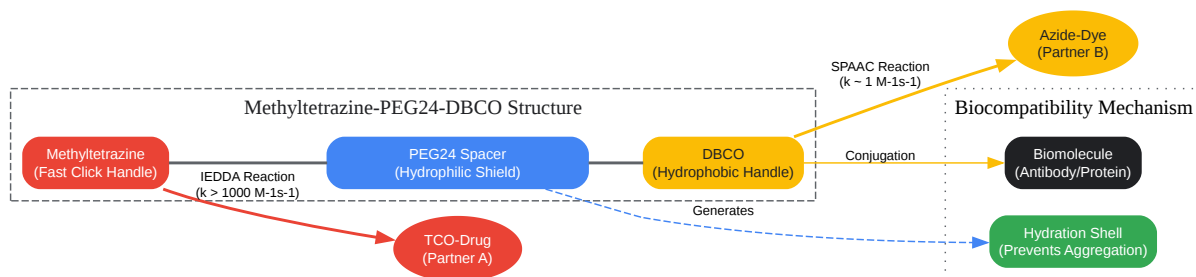 Azide-Dye
(Partner B)
SPAAC Reaction
(k ~ 1 M-1s-1)
Methyltetrazine-PEG24-DBCO Structure
Biocompatibility Mechanism
Methyltetrazine
(Fast Click Handle)
PEG24 Spacer
(Hydrophilic Shield)
DBCO
(Hydrophobic Handle)
Conjugation
Biomolecule
(Antibody/Protein)
IEDDA Reaction
(k > 1000 M-1s-1)
Generates
TCO-Drug
(Partner A)
Hydration Shell
(Prevents Aggregation)